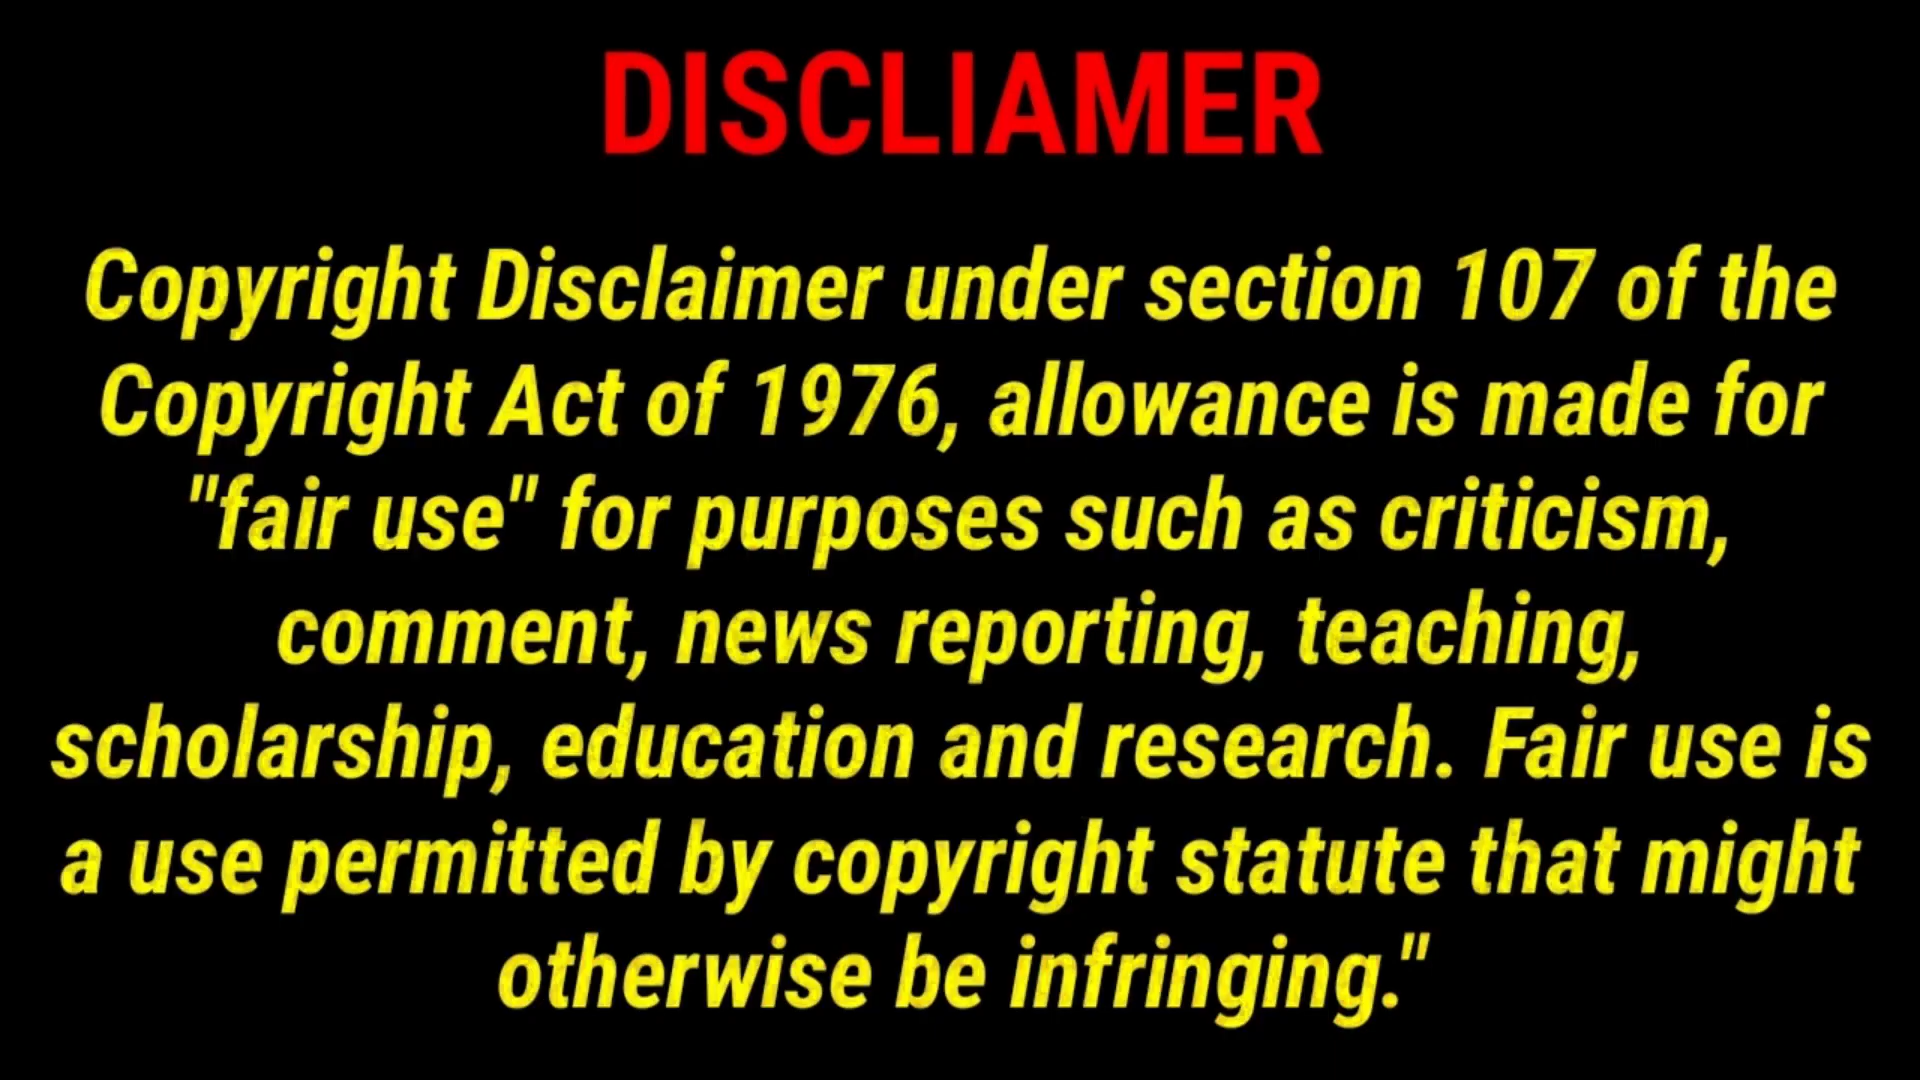 DISCLIAMER
Copyright Disclaimer under section 107 of the
Copyright Act of 1976, allowance is made for
"fair use" for purposes such as criticism,
comment, news reporting, teaching,
scholarship, education and research. Fair use is
a use permitted by copyright statute that might
otherwise be infringing."